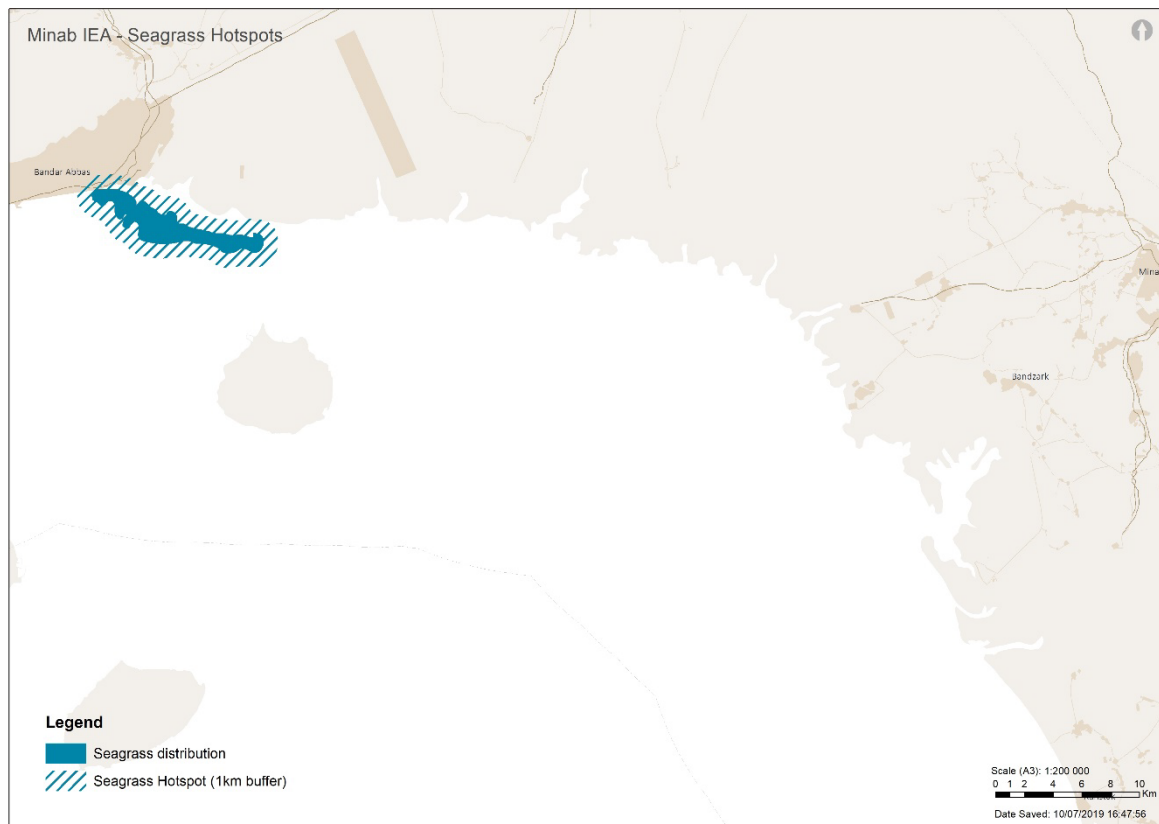 Minab IEA - Seagrass Hotspots
Bandar Abbas
Bandzark
Legend
Seagrass distribution
Seagrass Hotspot (1km buffer)
Scale (A3): 1:200 000
0 1 2 4 6 8 10
Km
Date Saved: 10/07/2019 16:47:56